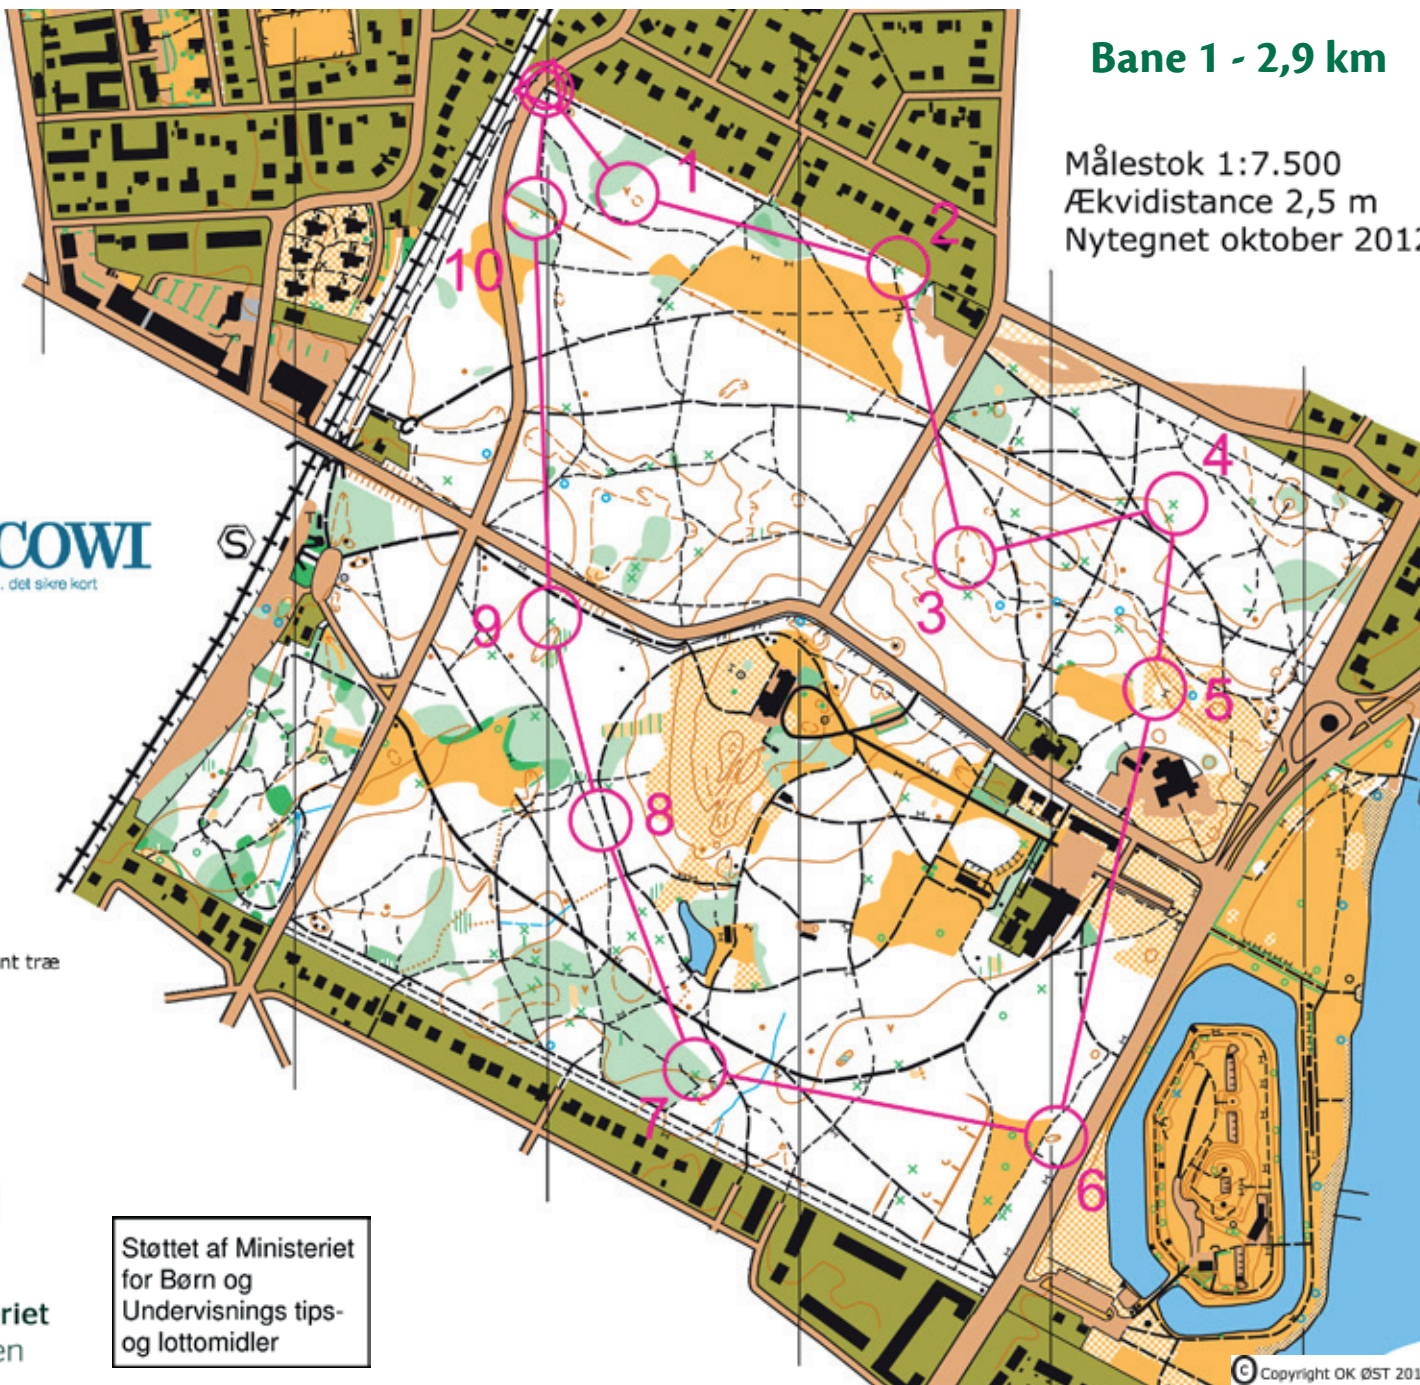 Bane 1 - 2,9 km
Målestok 1:7.500
Ækvidistance 2,5 m
Nytegnet oktober 201
1
2
10
4
COWI
. det sikre kort
S
3
9
5
8
nt træ
7
6
Støttet af Ministeriet
for Børn og
Undervisnings tips-
og lottomidler
riet
en
© Copyright OK ØST 201